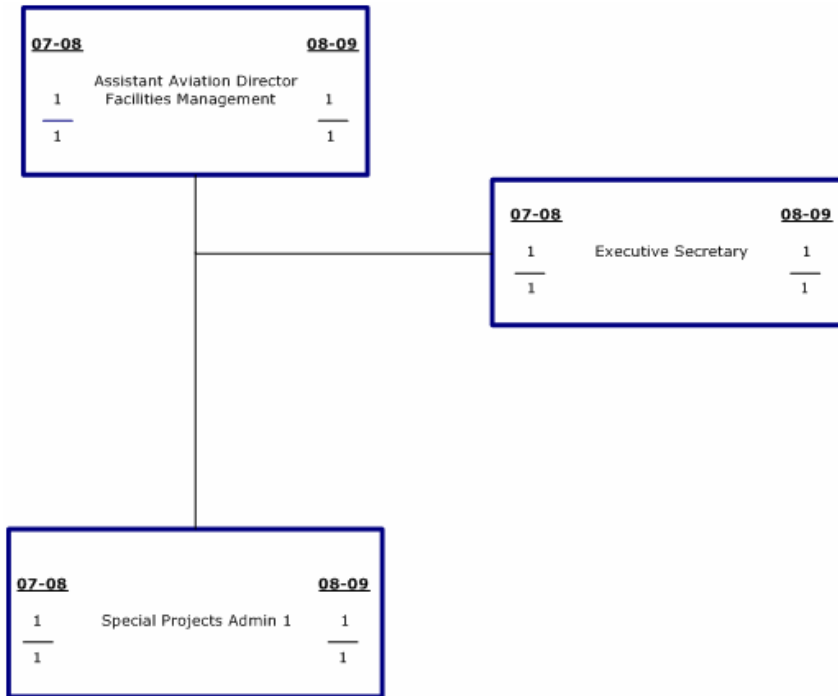 07-08 08-09
Assistant Aviation Director
1 Facilities Management 1
1 1
07-08 08-09
1 Executive Secretary 1
1 1
07-08 08-09
1 Special Projects Admin 1 1
1 1